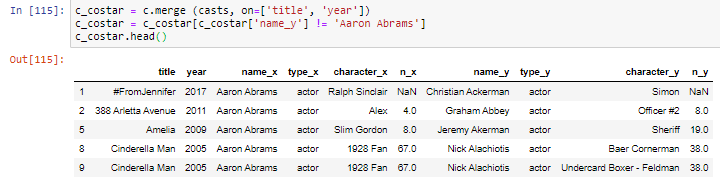 In [115]: c_costar = c.merge (casts, on=['title', 'year'])
c_costar = c_costar[c_costar['name_y'] != 'Aaron Abrams']
c_costar.head()
Out[115]:
title year name_x type_x character_x n_x name_y type_y character_y n_y
1 #FromJennifer 2017 Aaron Abrams actor Ralph Sinclair NaN Christian Ackerman actor Simon NaN
2 388 Arletta Avenue 2011 Aaron Abrams actor Alex 4.0 Graham Abbey actor Officer #2 8.0
5 Amelia 2009 Aaron Abrams actor Slim Gordon 8.0 Jeremy Akerman actor Sheriff 19.0
8 Cinderella Man 2005 Aaron Abrams actor 1928 Fan 67.0 Nick Alachiotis actor Baer Cornerman 38.0
9 Cinderella Man 2005 Aaron Abrams actor 1928 Fan 67.0 Nick Alachiotis actor Undercard Boxer - Feldman 38.0